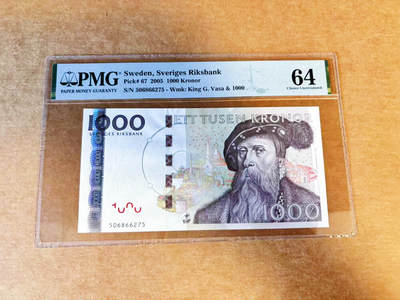 PMG
PAPER MONEY GUARANTY
Sweden, Sveriges Riksbank
Pick# 67 2005 1000 Kronor
S/N 506866275 - Wmk: King G. Vasa & 1000
64
Choice Uncirculated
1000
SVERIGES RIKSBANK
ETT TUSEN KRONOR
506866275
1000